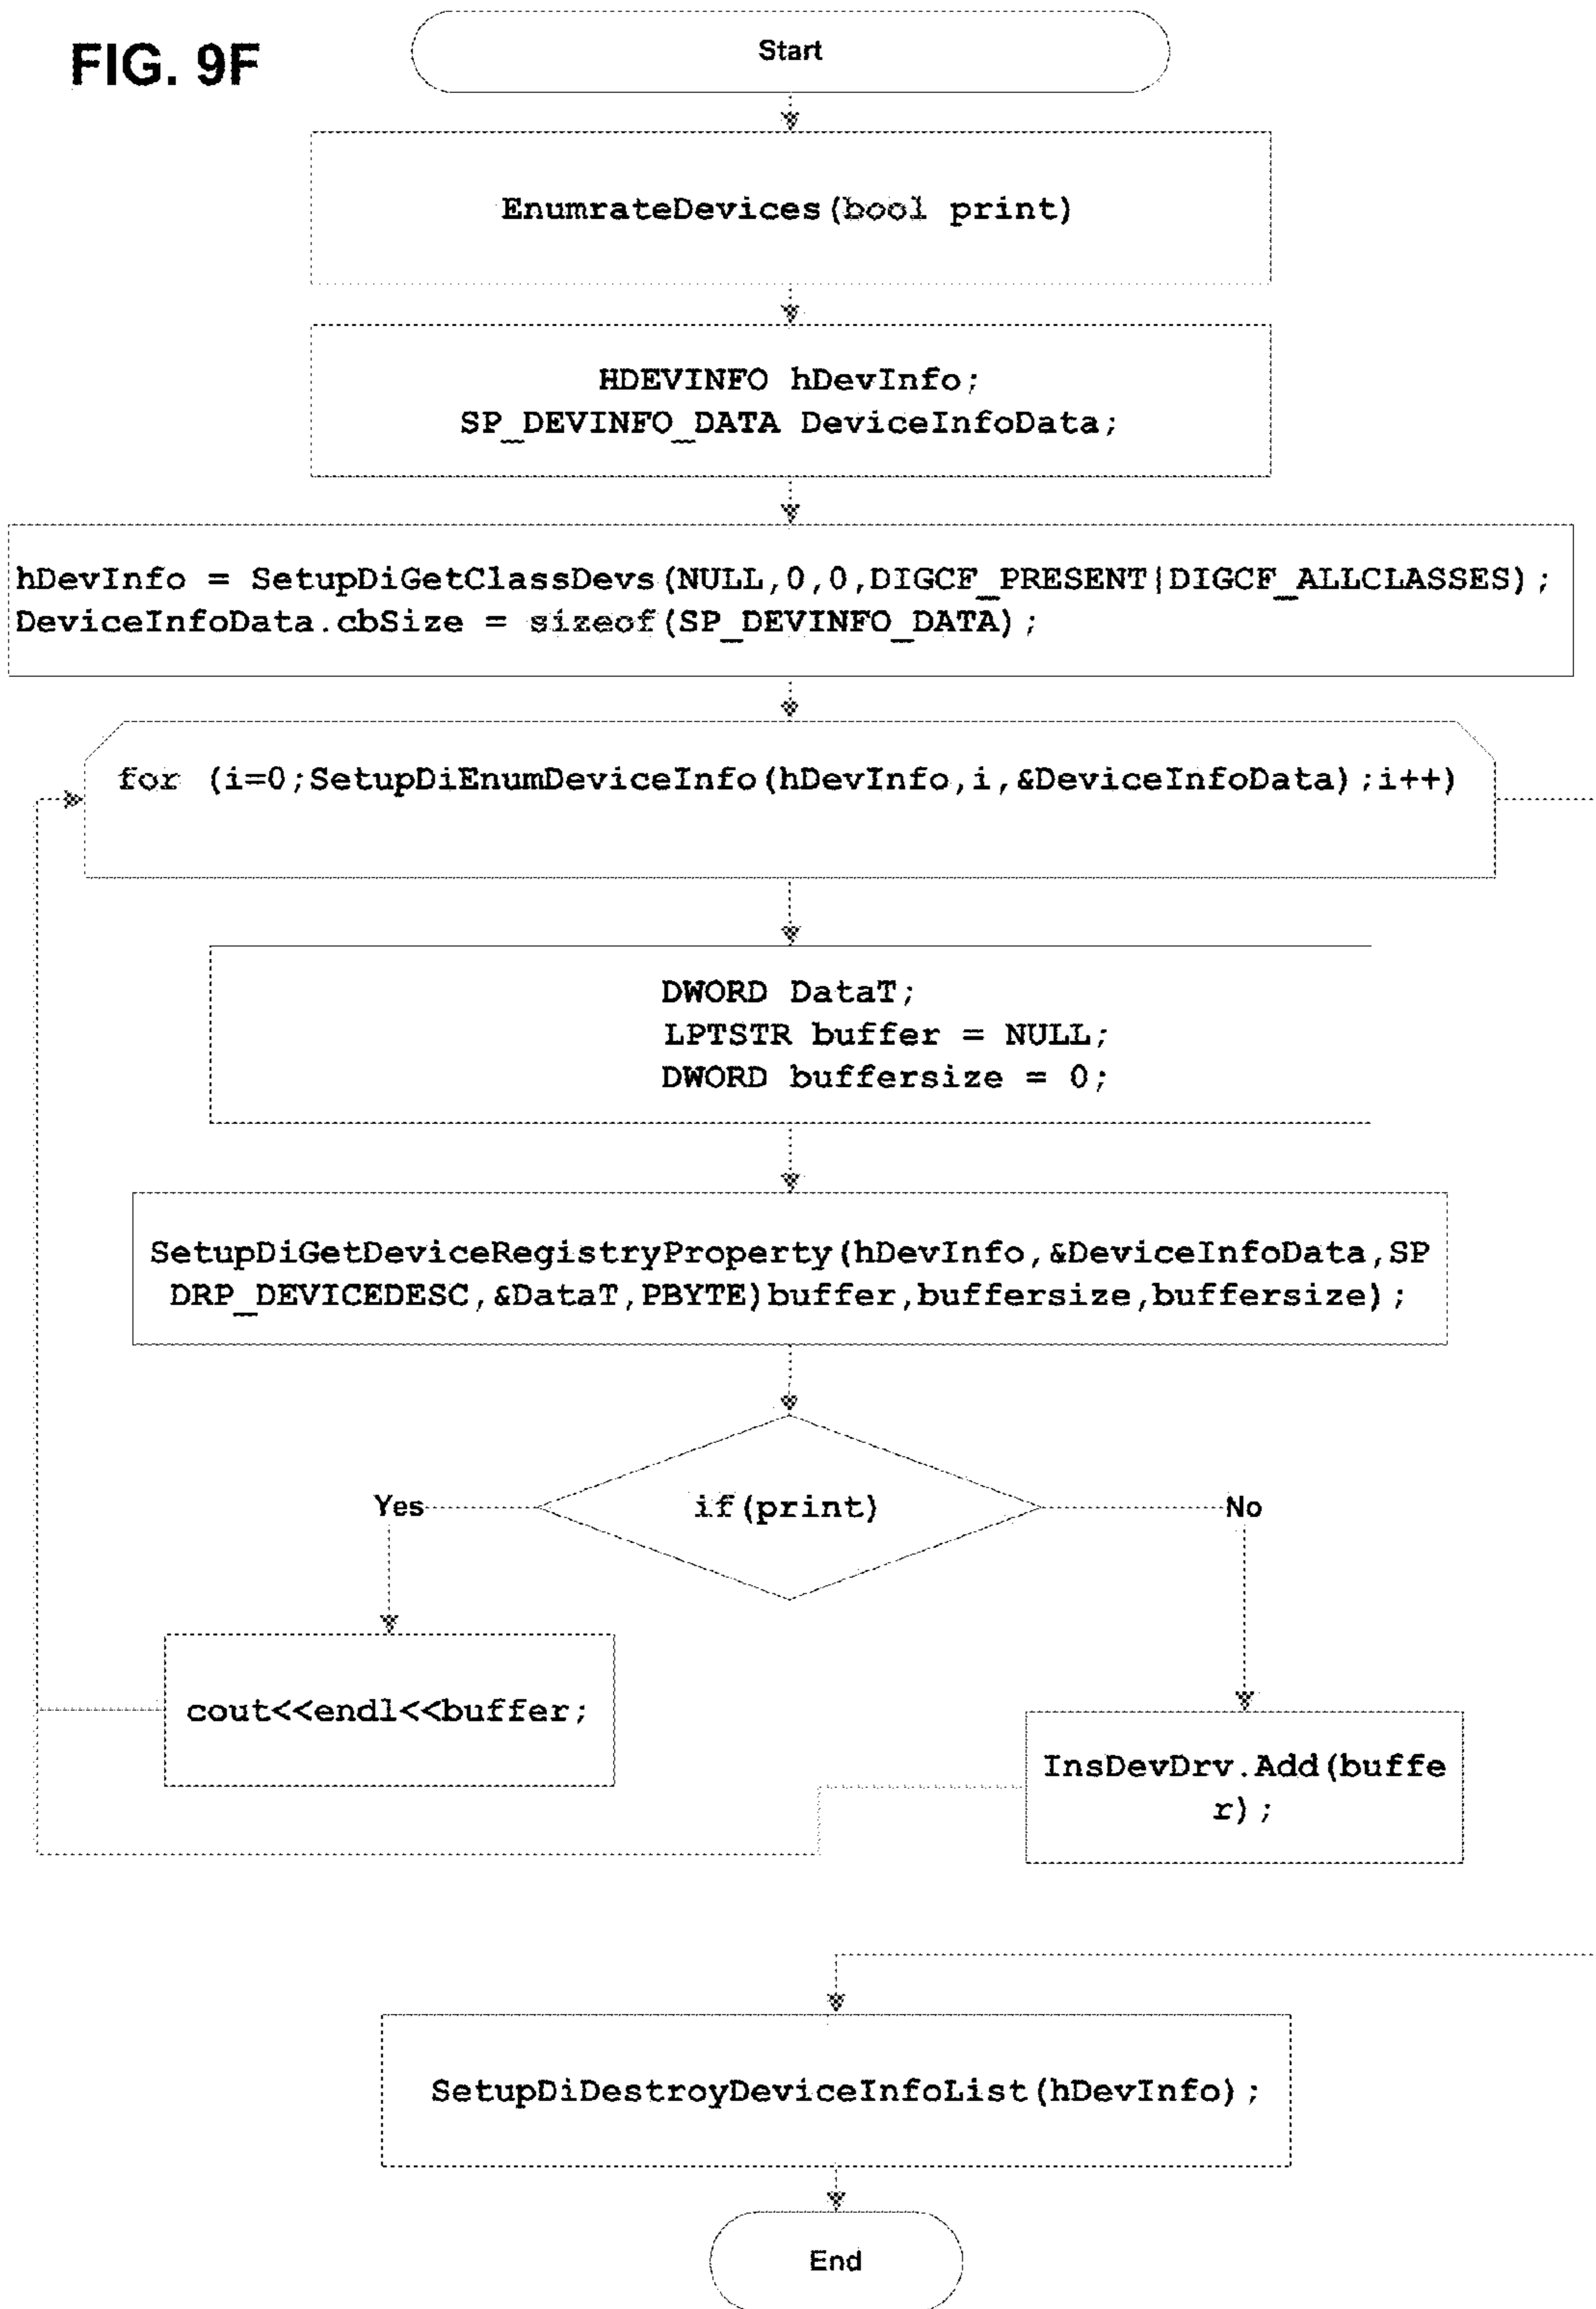 FIG. 9F
Start
EnumrateDevices(bool print)
HDEVINFO hDevInfo;
SP_DEVINFO_DATA DeviceInfoData;
hDevInfo = SetupDiGetClassDevs(NULL,0,0,DIGCF_PRESENT|DIGCF_ALLCLASSES);
DeviceInfoData.cbSize = sizeof(SP_DEVINFO_DATA);
for (i=0;SetupDiEnumDeviceInfo(hDevInfo,i,&DeviceInfoData);i++)
DWORD DataT;
LPTSTR buffer = NULL;
DWORD buffersize = 0;
SetupDiGetDeviceRegistryProperty(hDevInfo,&DeviceInfoData,SP
DRP_DEVICEDESC,&DataT,PBYTE)buffer,buffersize,buffersize);
if(print)
Yes
No
cout<<endl<<buffer;
InsDevDrv.Add(buffe
r);
SetupDiDestroyDeviceInfoList(hDevInfo);
End